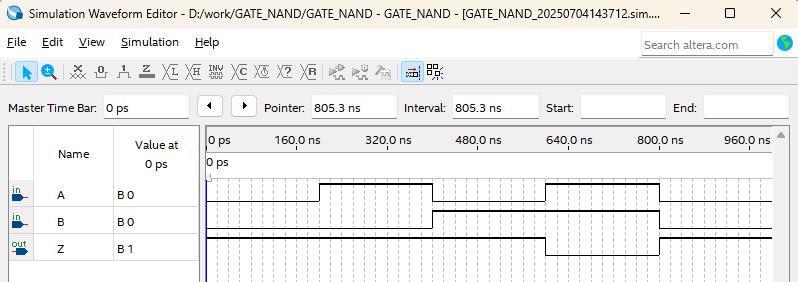 Simulation Waveform Editor - D:/work/GATE_NAND/GATE_NAND - GATE_NAND - [GATE_NAND_20250704143712.sim....
File Edit View Simulation Help
Search altera.com
Master Time Bar: 0 ps Pointer: 805.3 ns Interval: 805.3 ns Start: End:
Name Value at 0 ps
0 ps 160.0 ns 320.0 ns 480.0 ns 640.0 ns 800.0 ns 960.0 ns
0 ps
in A B 0
in B B 0
out Z B 1